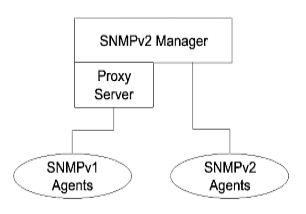 SNMPv2 Manager
Proxy
Server
SNMPv1
Agents
SNMPv2
Agents